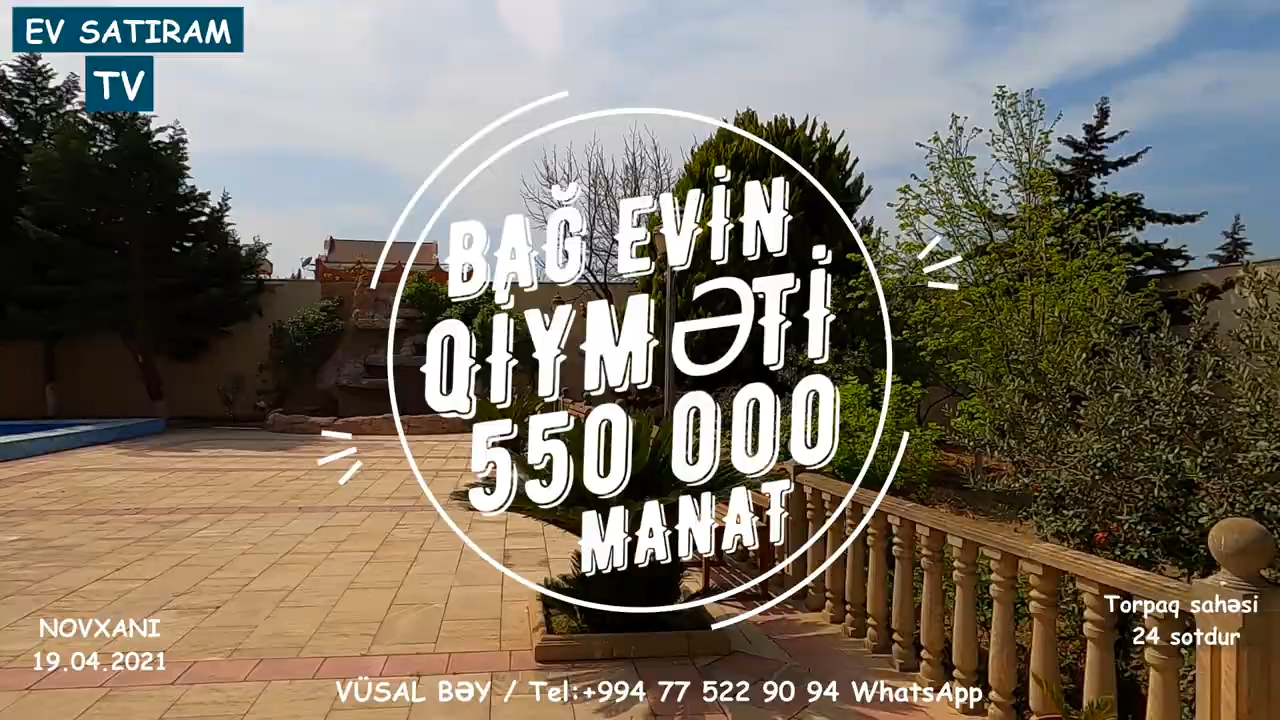 EV SATIRAM
TV
BAĞ EVİN
QİYMƏTİ
550 000
MANAT
NOVXANI
19.04.2021
Torpaq sahəsi
24 sotdur
VÜSAL BƏY / Tel:+994 77 522 90 94 WhatsApp